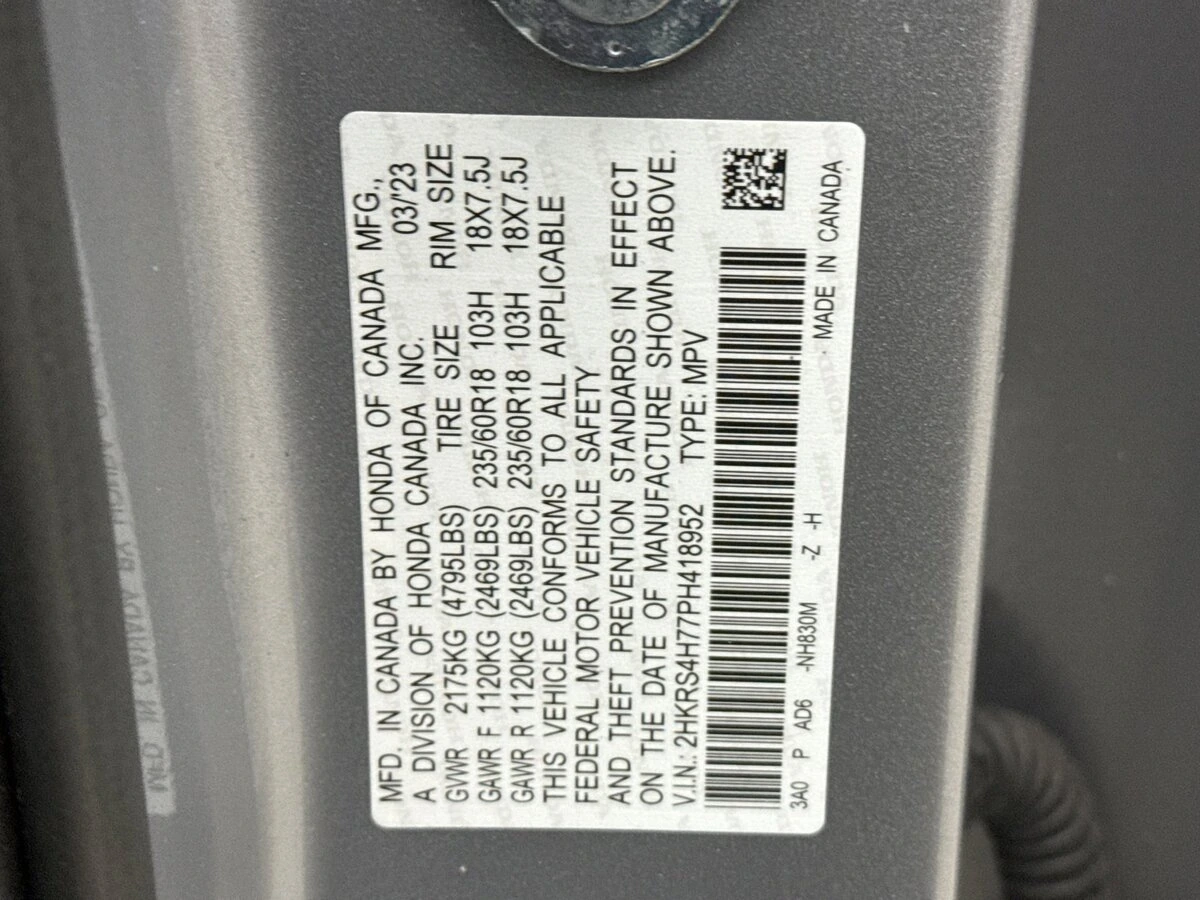 MFD. IN CANADA BY HONDA OF CANADA MFG.,
A DIVISION OF HONDA CANADA INC. 03/'23
GVWR 2175KG (4795LBS) TIRE SIZE RIM SIZE
GAWR F 1120KG (2469LBS) 235/60R18 103H 18X7.5J
GAWR R 1120KG (2469LBS) 235/60R18 103H 18X7.5J
THIS VEHICLE CONFORMS TO ALL APPLICABLE
FEDERAL MOTOR VEHICLE SAFETY
AND THEFT PREVENTION STANDARDS IN EFFECT
ON THE DATE OF MANUFACTURE SHOWN ABOVE.
V.I.N.: 2HKRS4H77PH418952 TYPE: MPV
3A0 P AD6 -NH830M -Z -H MADE IN CANADA